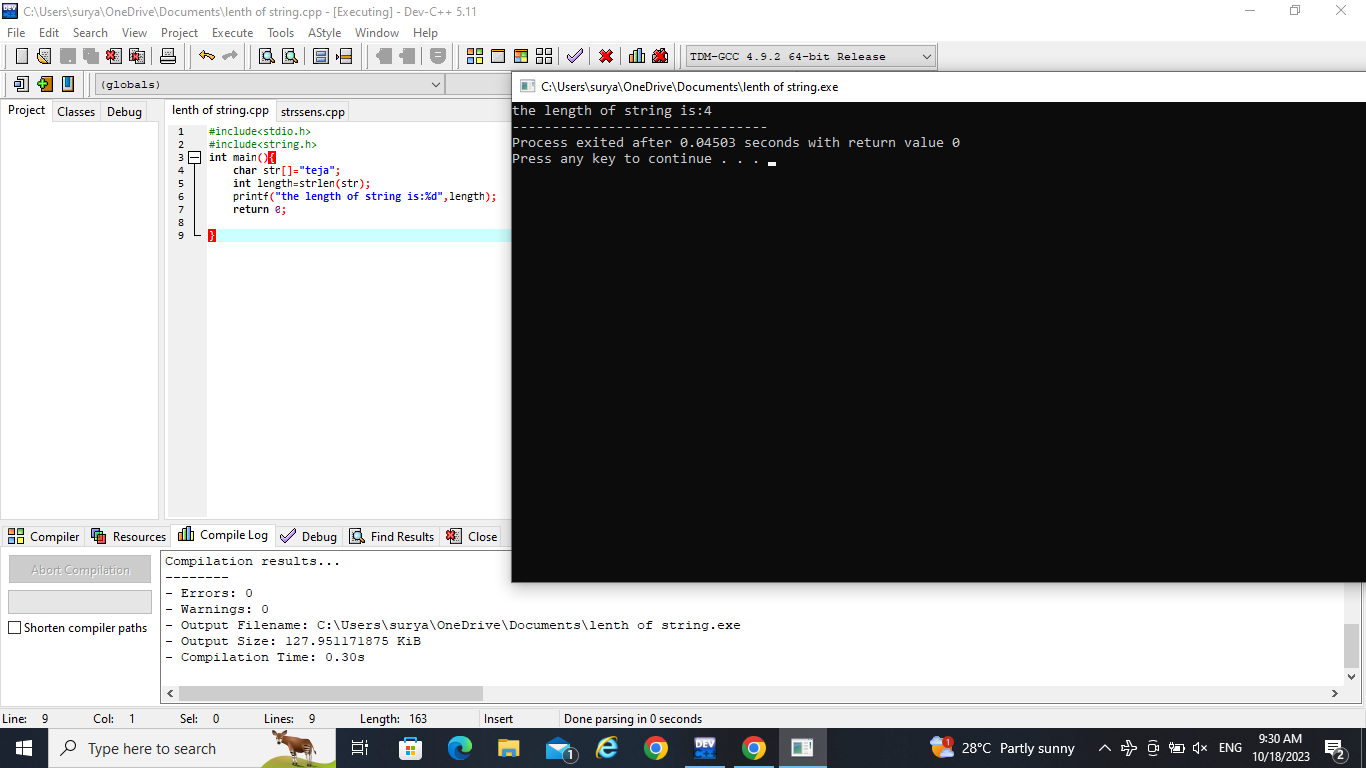 C:\Users\surya\OneDrive\Documents\lenth of string.cpp - [Executing] - Dev-C++ 5.11
File Edit Search View Project Execute Tools AStyle Window Help
TDM-GCC 4.9.2 64-bit Release
(globals)
Project Classes Debug
lenth of string.cpp strssens.cpp
1 #include<stdio.h>
2 #include<string.h>
3 int main(){
4 char str[]="teja";
5 int length=strlen(str);
6 printf("the length of string is:%d",length);
7 return 0;
8
9 }
C:\Users\surya\OneDrive\Documents\lenth of string.exe
the length of string is:4
--------------------------------
Process exited after 0.04503 seconds with return value 0
Press any key to continue . . .
Compiler Resources Compile Log Debug Find Results Close
Abort Compilation
Shorten compiler paths
Compilation results...
--------
- Errors: 0
- Warnings: 0
- Output Filename: C:\Users\surya\OneDrive\Documents\lenth of string.exe
- Output Size: 127.951171875 KiB
- Compilation Time: 0.30s
Line: 9 Col: 1 Sel: 0 Lines: 9 Length: 163 Insert Done parsing in 0 seconds
Type here to search
1
DEV
1
28°C Partly sunny
ENG
9:30 AM
10/18/2023
2